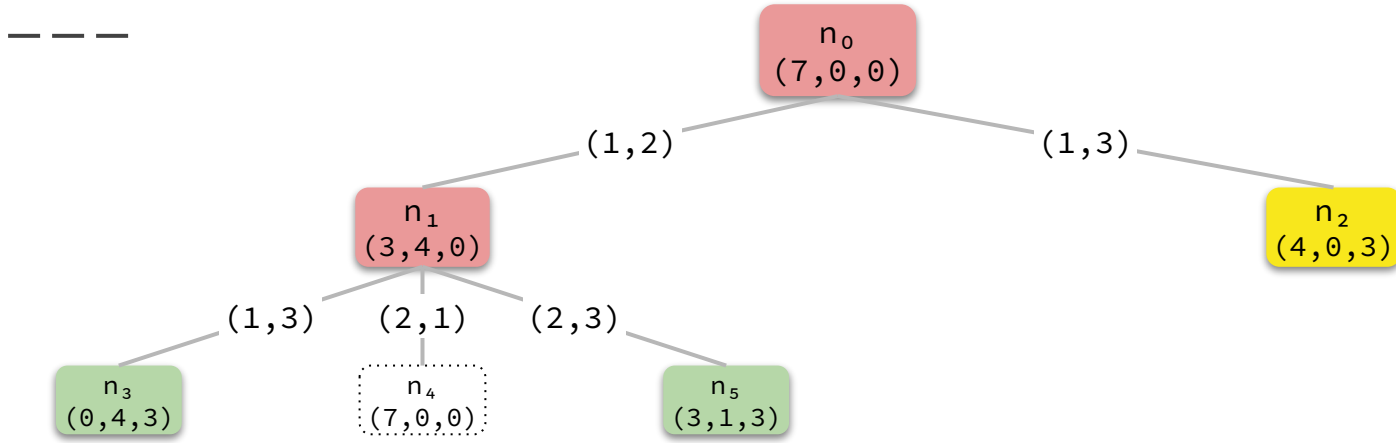 n₀
(7,0,0)
(1,2)
(1,3)
n₁
(3,4,0)
n₂
(4,0,3)
(1,3)
(2,1)
(2,3)
n₃
(0,4,3)
n₄
(7,0,0)
n₅
(3,1,3)